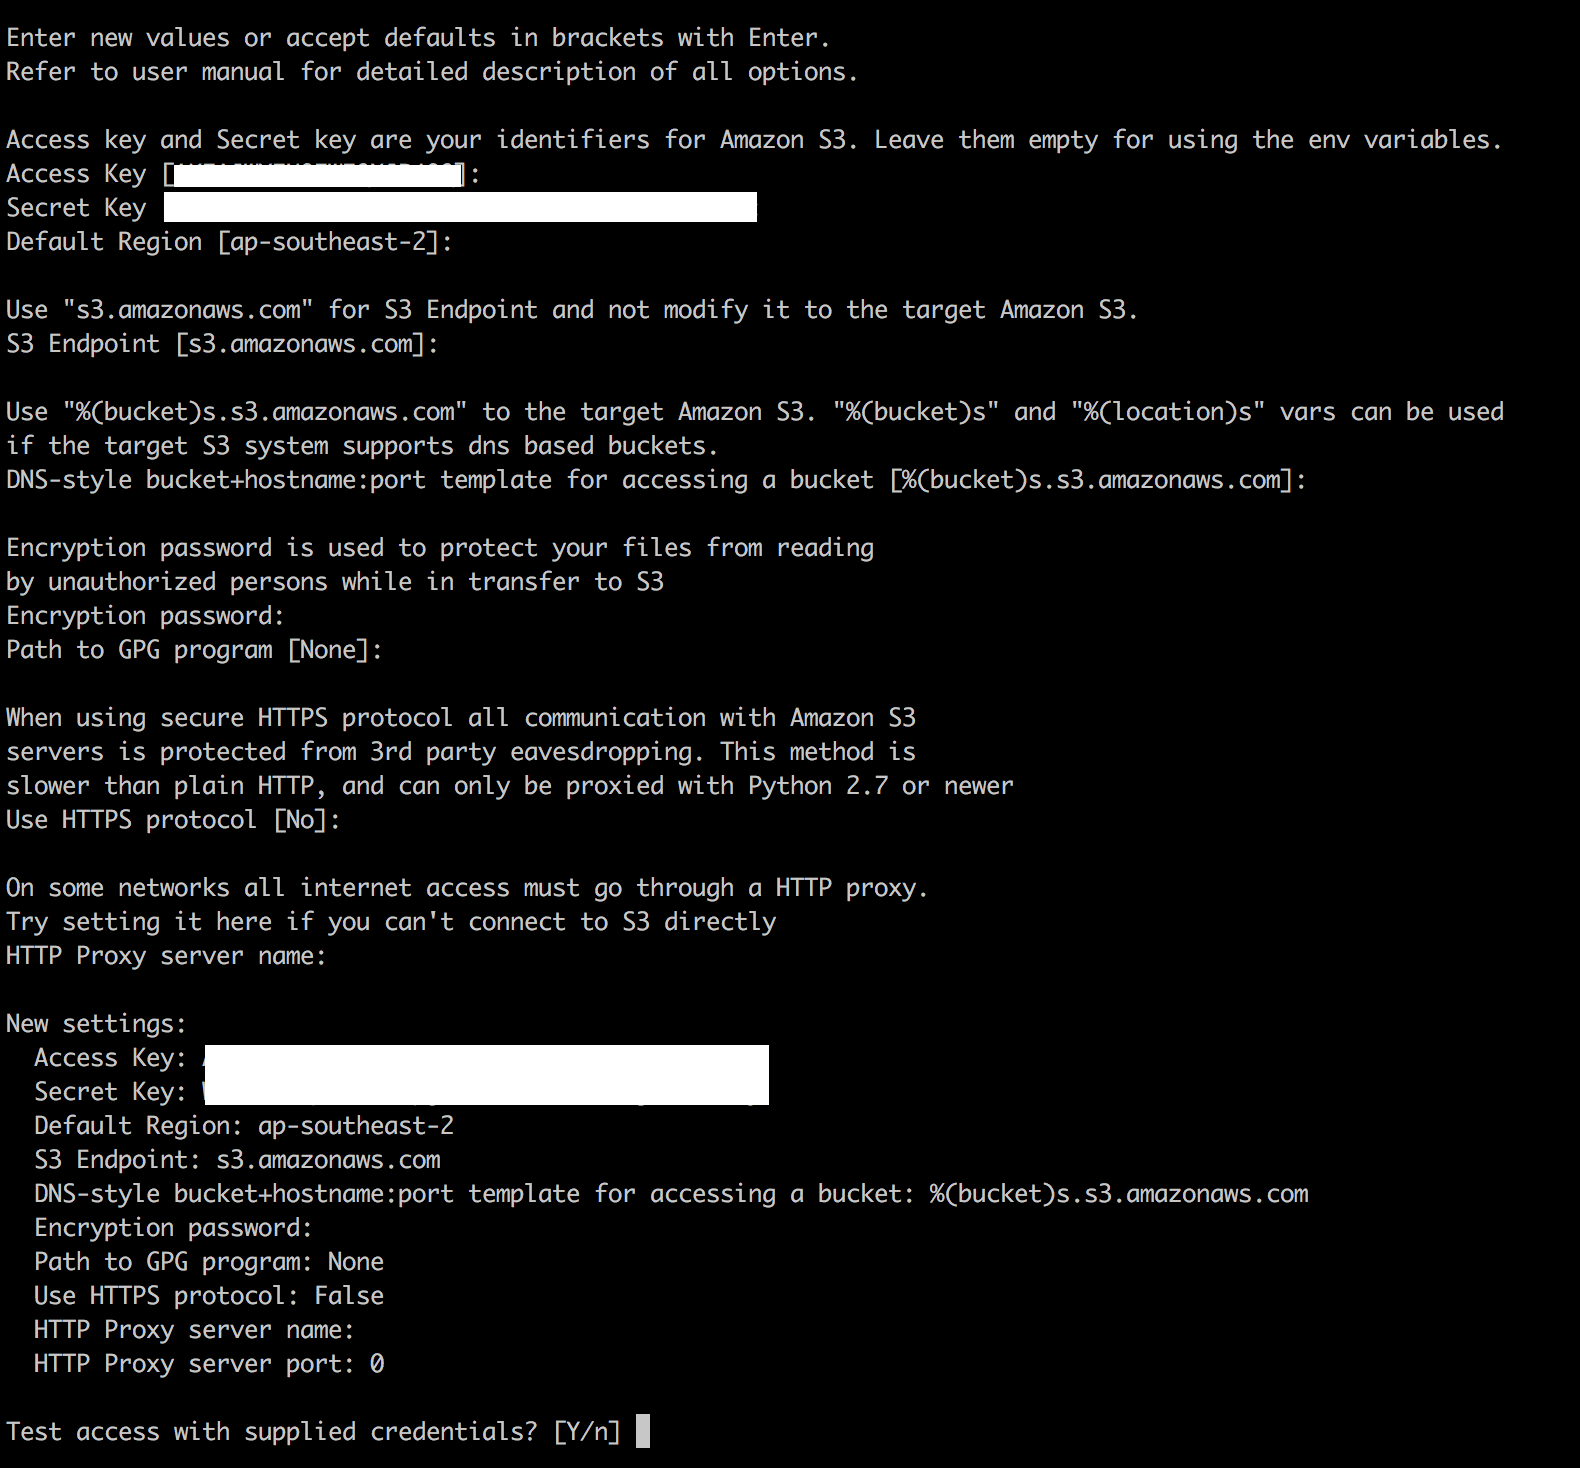 Enter new values or accept defaults in brackets with Enter.
Refer to user manual for detailed description of all options.
Access key and Secret key are your identifiers for Amazon S3. Leave them empty for using the env variables.
Access Key [ ]:
Secret Key
Default Region [ap-southeast-2]:
Use "s3.amazonaws.com" for S3 Endpoint and not modify it to the target Amazon S3.
S3 Endpoint [s3.amazonaws.com]:
Use "%(bucket)s.s3.amazonaws.com" to the target Amazon S3. "%(bucket)s" and "%(location)s" vars can be used
if the target S3 system supports dns based buckets.
DNS-style bucket+hostname:port template for accessing a bucket [%(bucket)s.s3.amazonaws.com]:
Encryption password is used to protect your files from reading
by unauthorized persons while in transfer to S3
Encryption password:
Path to GPG program [None]:
When using secure HTTPS protocol all communication with Amazon S3
servers is protected from 3rd party eavesdropping. This method is
slower than plain HTTP, and can only be proxied with Python 2.7 or newer
Use HTTPS protocol [No]:
On some networks all internet access must go through a HTTP proxy.
Try setting it here if you can't connect to S3 directly
HTTP Proxy server name:
New settings:
Access Key:
Secret Key:
Default Region: ap-southeast-2
S3 Endpoint: s3.amazonaws.com
DNS-style bucket+hostname:port template for accessing a bucket: %(bucket)s.s3.amazonaws.com
Encryption password:
Path to GPG program: None
Use HTTPS protocol: False
HTTP Proxy server name:
HTTP Proxy server port: 0
Test access with supplied credentials? [Y/n]